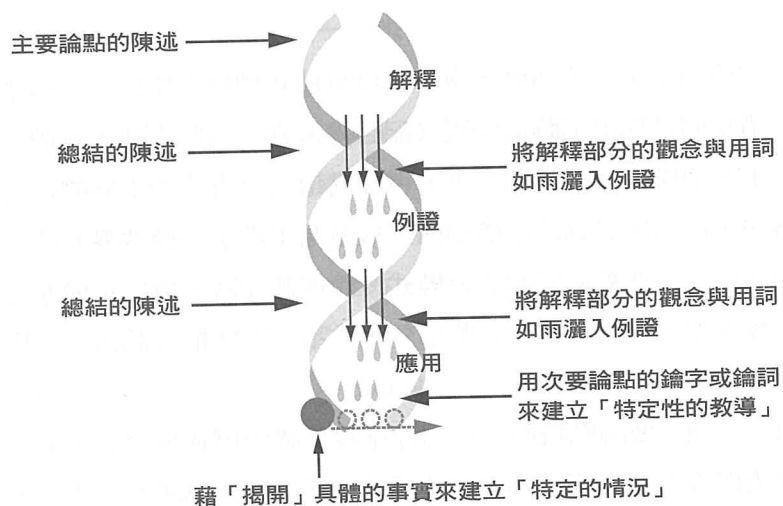 主要論點的陳述
解釋
總結的陳述
將解釋部分的觀念與用詞
如雨灑入例證
例證
總結的陳述
將解釋部分的觀念與用詞
如雨灑入例證
應用
用次要論點的鑰字或鑰詞
來建立「特定性的教導」
藉「揭開」具體的事實來建立「特定的情況」